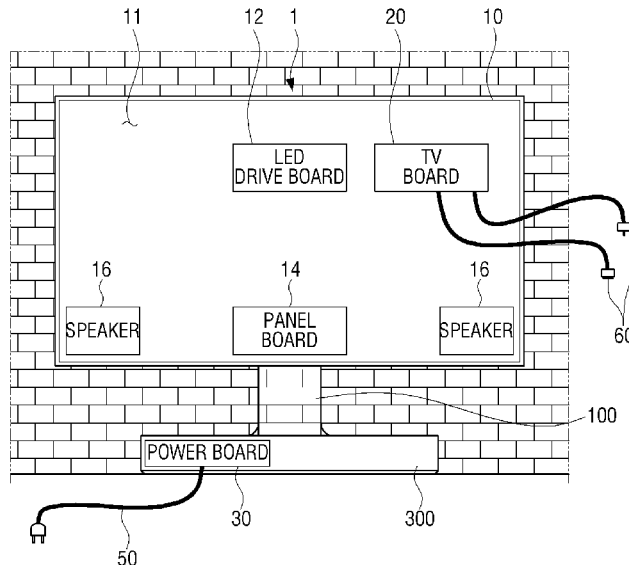 11
12
1
20
10
LED
DRIVE BOARD
TV
BOARD
16
14
16
SPEAKER
PANEL
BOARD
SPEAKER
60
100
POWER BOARD
50
30
300